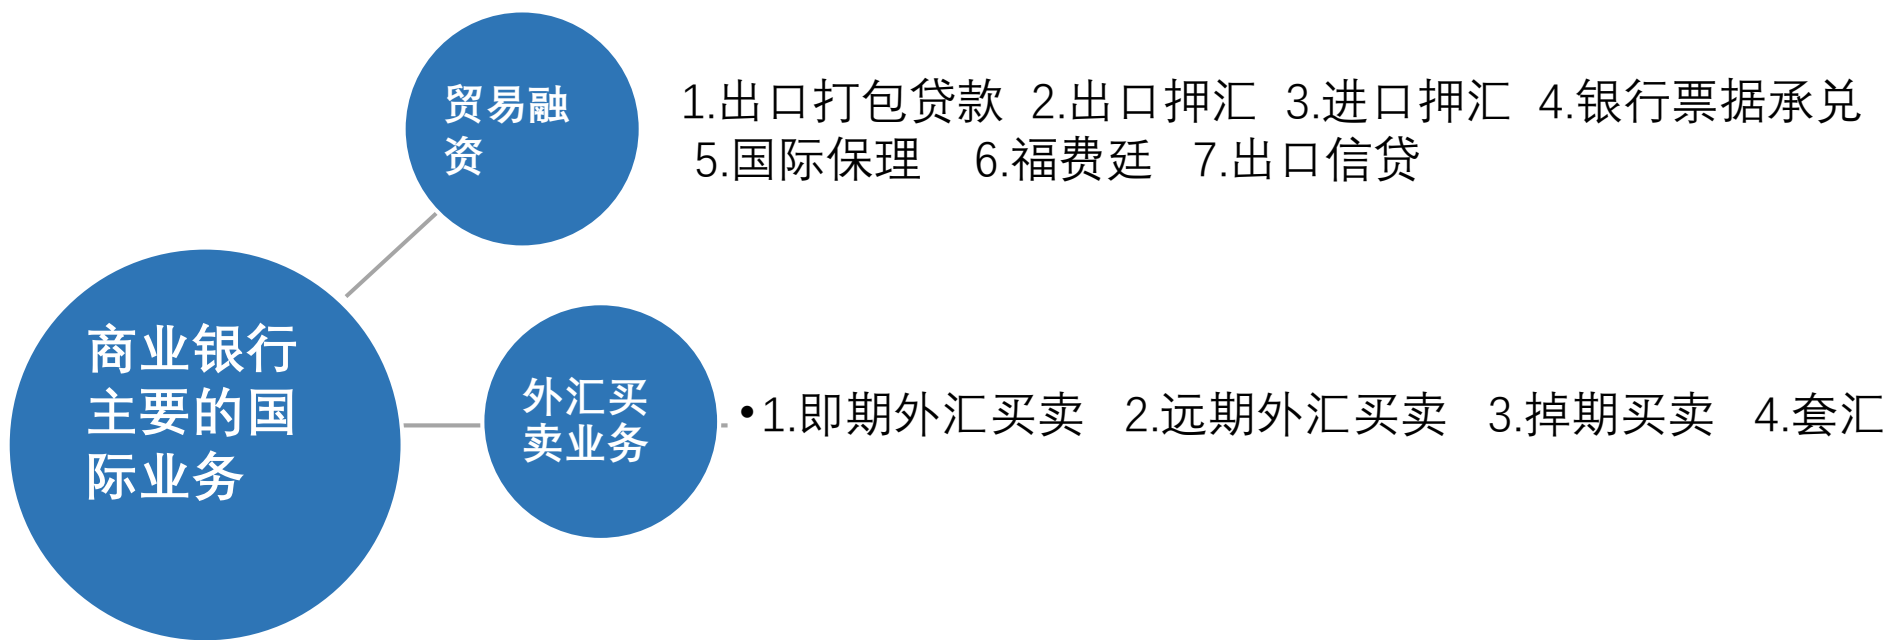 贸易融
资
1.出口打包贷款 2.出口押汇 3.进口押汇 4.银行票据承兑
5.国际保理 6.福费廷 7.出口信贷
商业银行
主要的国
际业务
外汇买
卖业务
•1.即期外汇买卖 2.远期外汇买卖 3.掉期买卖 4.套汇